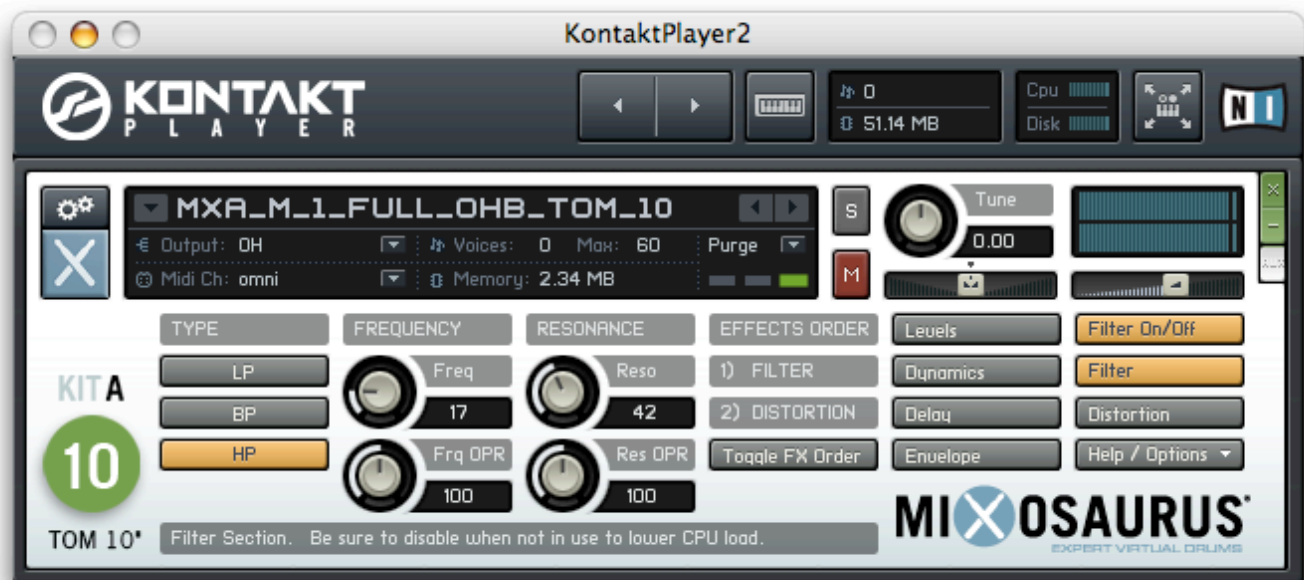 KontaktPlayer2
KONTAKT
PLAYER
0
51.14 MB
Cpu
Disk
NI
MXA_M_1_FULL_OHB_TOM_10
S
Tune
0.00
Output: OH
Voices: 0 Max: 60
Purge
Midi Ch: omni
Memory: 2.34 MB
M
TYPE
FREQUENCY
RESONANCE
EFFECTS ORDER
Levels
Filter On/Off
LP
Freq
Reso
1) FILTER
Dynamics
Filter
KIT A
BP
17
42
2) DISTORTION
Delay
Distortion
10
HP
Frq OPR
Res OPR
Toggle FX Order
Envelope
Help / Options
100
100
TOM 10"
Filter Section. Be sure to disable when not in use to lower CPU load.
MIXOSAURUS
EXPERT VIRTUAL DRUMS